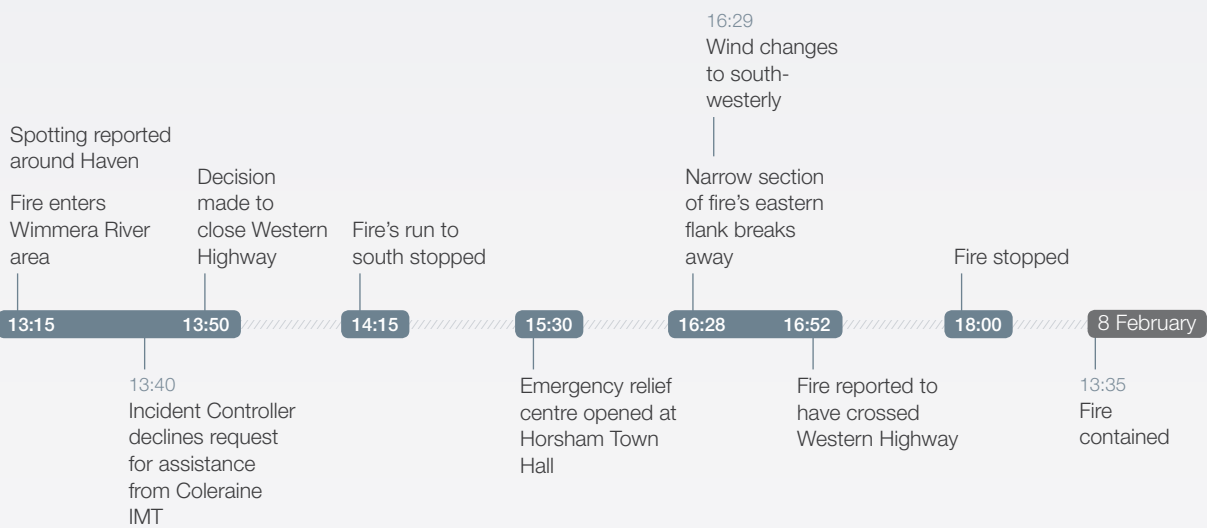 16:29
Wind changes
to south-
westerly
Spotting reported
around Haven
Fire enters
Wimmera River
area
Decision
made to
close Western
Highway
Fire's run to
south stopped
Narrow section
of fire's eastern
flank breaks
away
Fire stopped
13:15
13:50
14:15
15:30
16:28
16:52
18:00
8 February
13:40
Incident Controller
declines request
for assistance
from Coleraine
IMT
Emergency relief
centre opened at
Horsham Town
Hall
Fire reported to
have crossed
Western Highway
13:35
Fire
contained